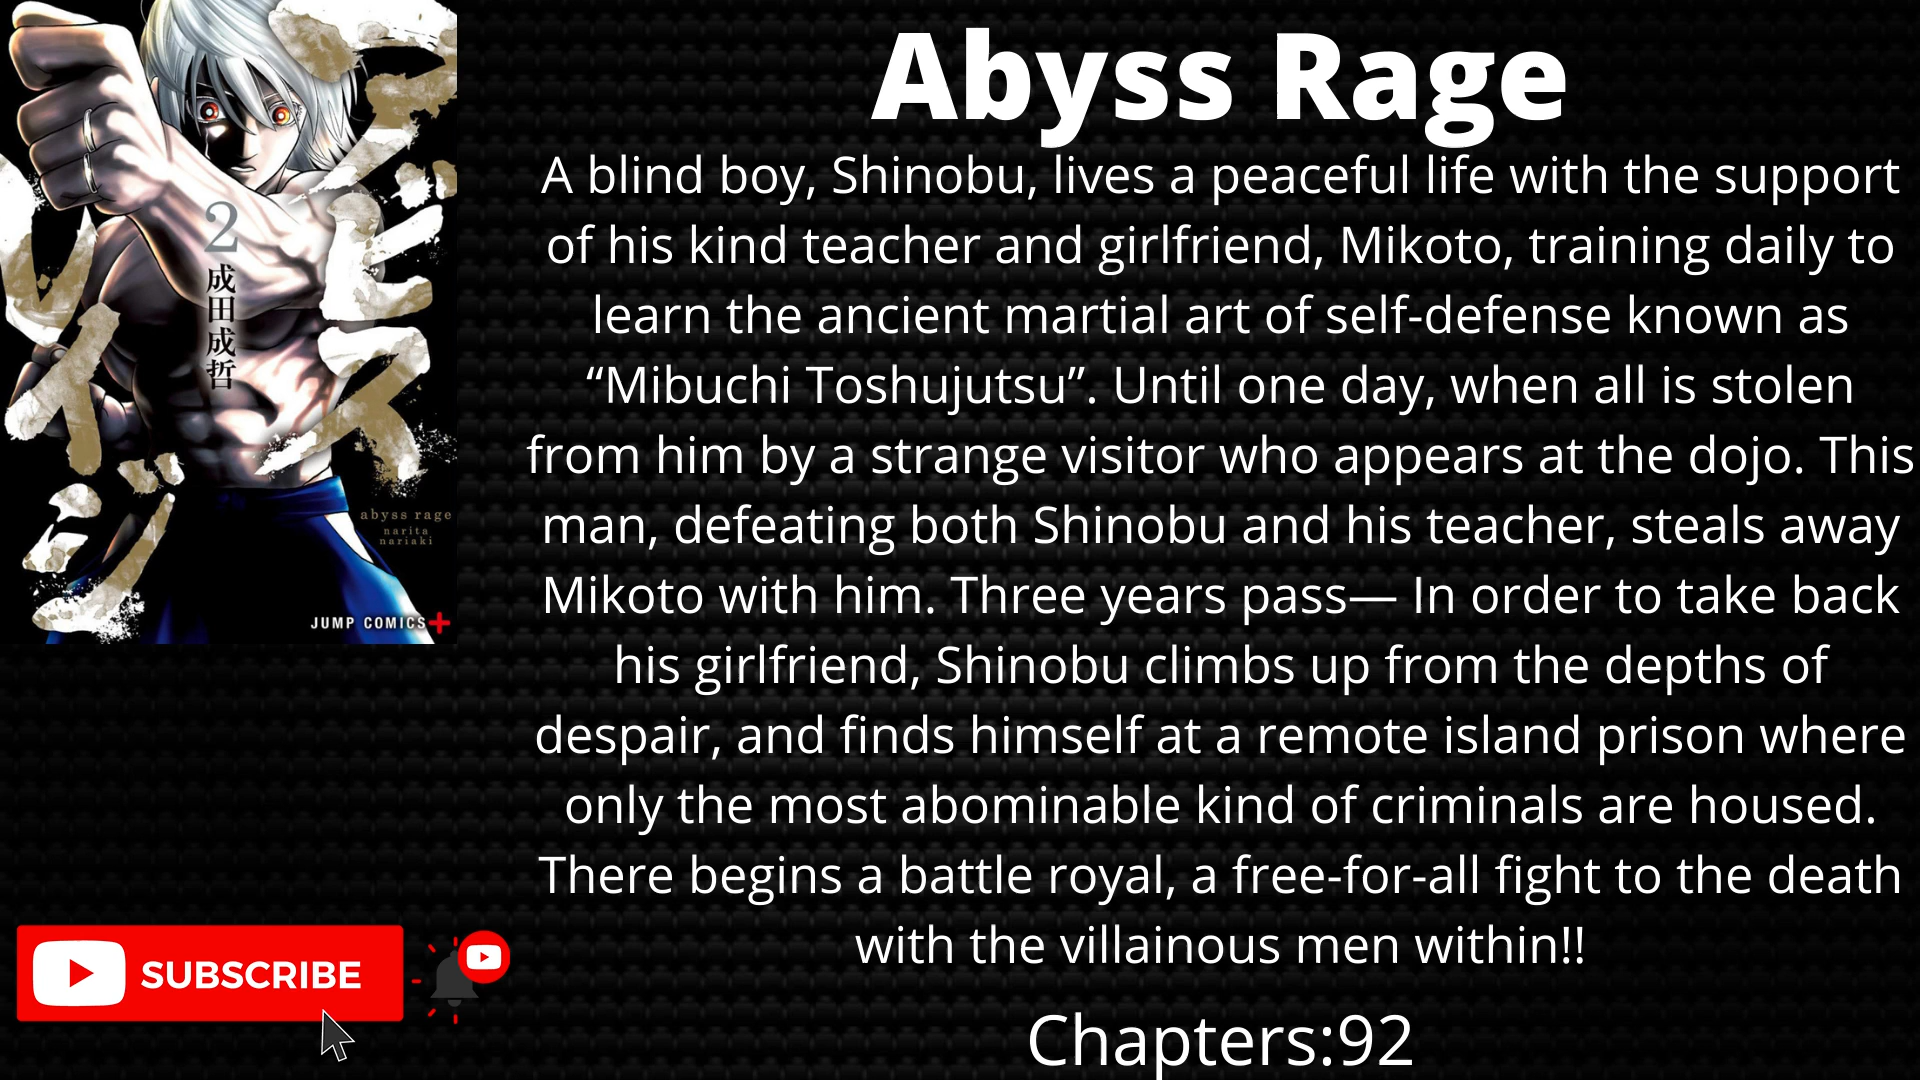 アビス
レイジ
2
成田成哲
abyss rage
narita
nariaki
JUMP COMICS+
Abyss Rage
A blind boy, Shinobu, lives a peaceful life with the support
of his kind teacher and girlfriend, Mikoto, training daily to
learn the ancient martial art of self-defense known as
“Mibuchi Toshujutsu”. Until one day, when all is stolen
from him by a strange visitor who appears at the dojo. This
man, defeating both Shinobu and his teacher, steals away
Mikoto with him. Three years pass— In order to take back
his girlfriend, Shinobu climbs up from the depths of
despair, and finds himself at a remote island prison where
only the most abominable kind of criminals are housed.
There begins a battle royal, a free-for-all fight to the death
with the villainous men within!!
Chapters:92
SUBSCRIBE